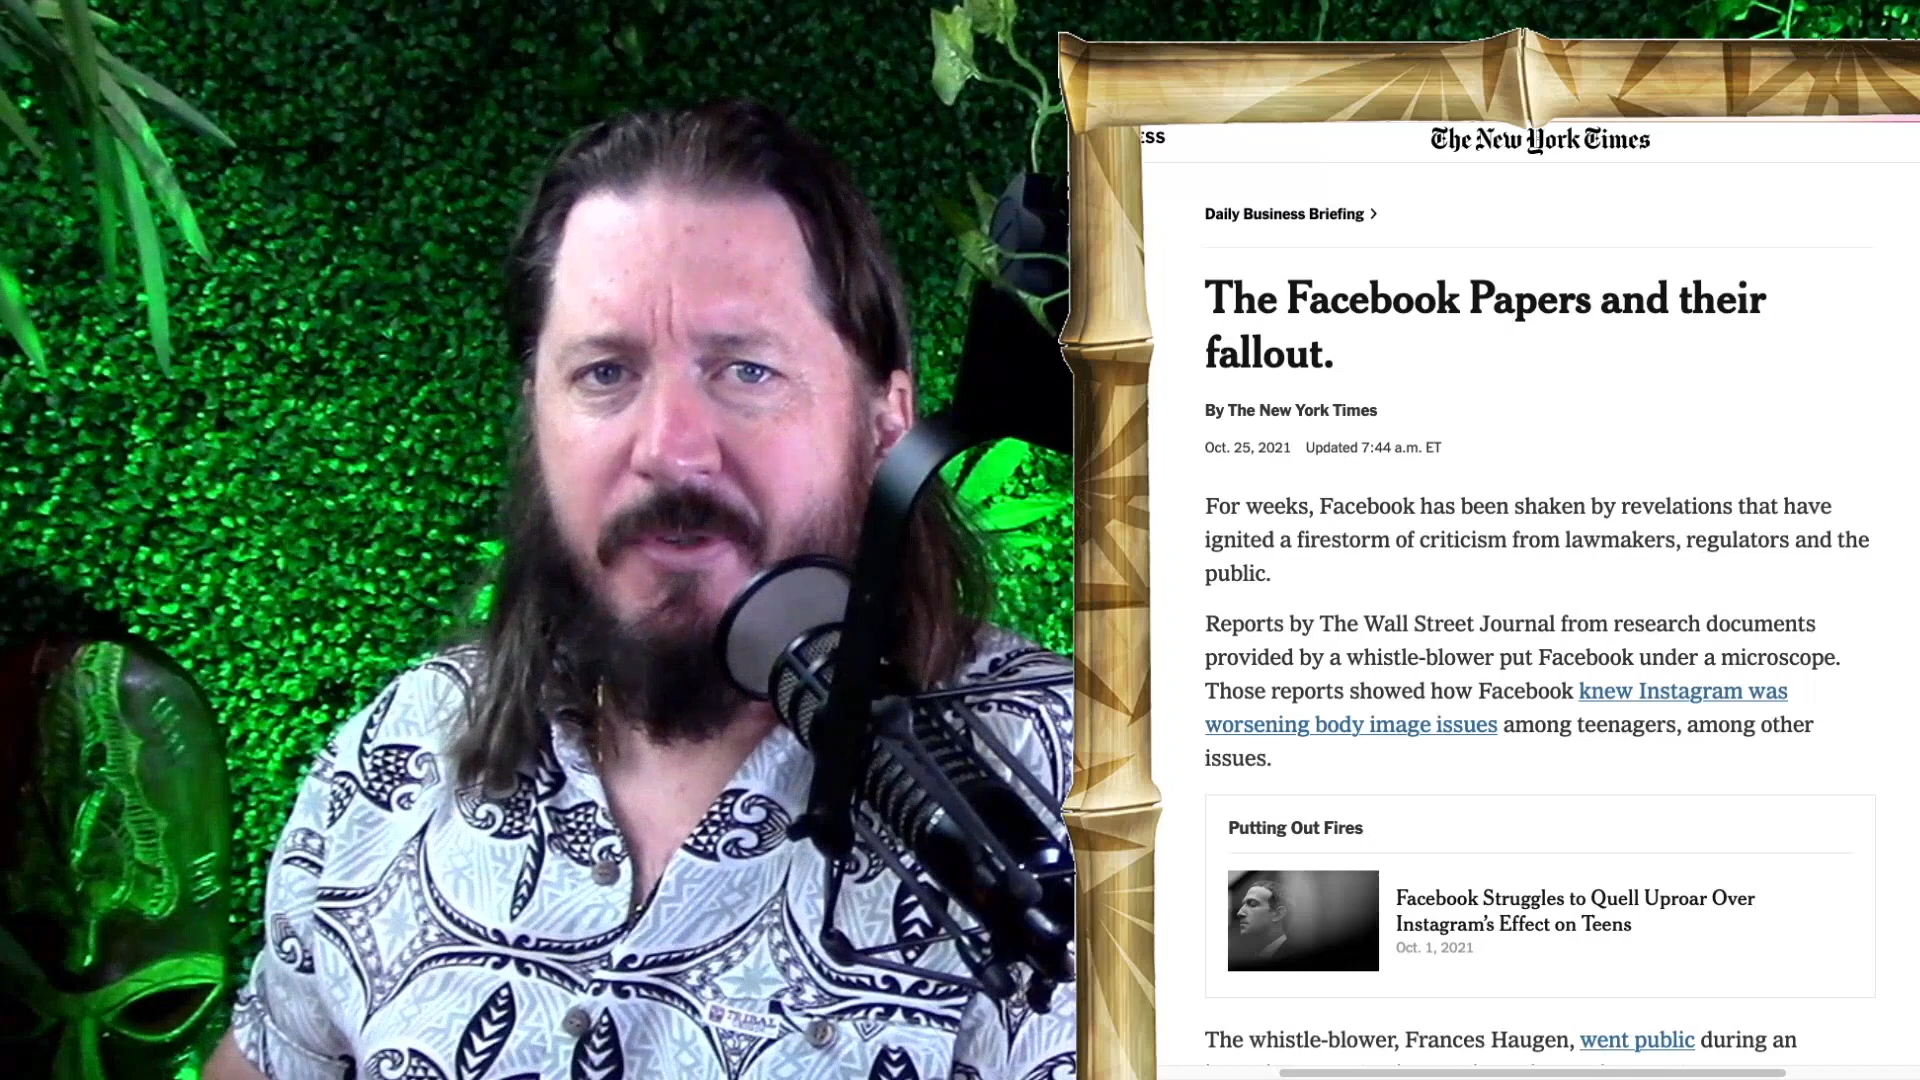 ESS
The New York Times
Daily Business Briefing >
The Facebook Papers and their
fallout.
By The New York Times
Oct. 25, 2021 Updated 7:44 a.m. ET
For weeks, Facebook has been shaken by revelations that have
ignited a firestorm of criticism from lawmakers, regulators and the
public.
Reports by The Wall Street Journal from research documents
provided by a whistle-blower put Facebook under a microscope.
Those reports showed how Facebook knew Instagram was
worsening body image issues among teenagers, among other
issues.
Putting Out Fires
Facebook Struggles to Quell Uproar Over
Instagram’s Effect on Teens
Oct. 1, 2021
The whistle-blower, Frances Haugen, went public during an
TRIBAL